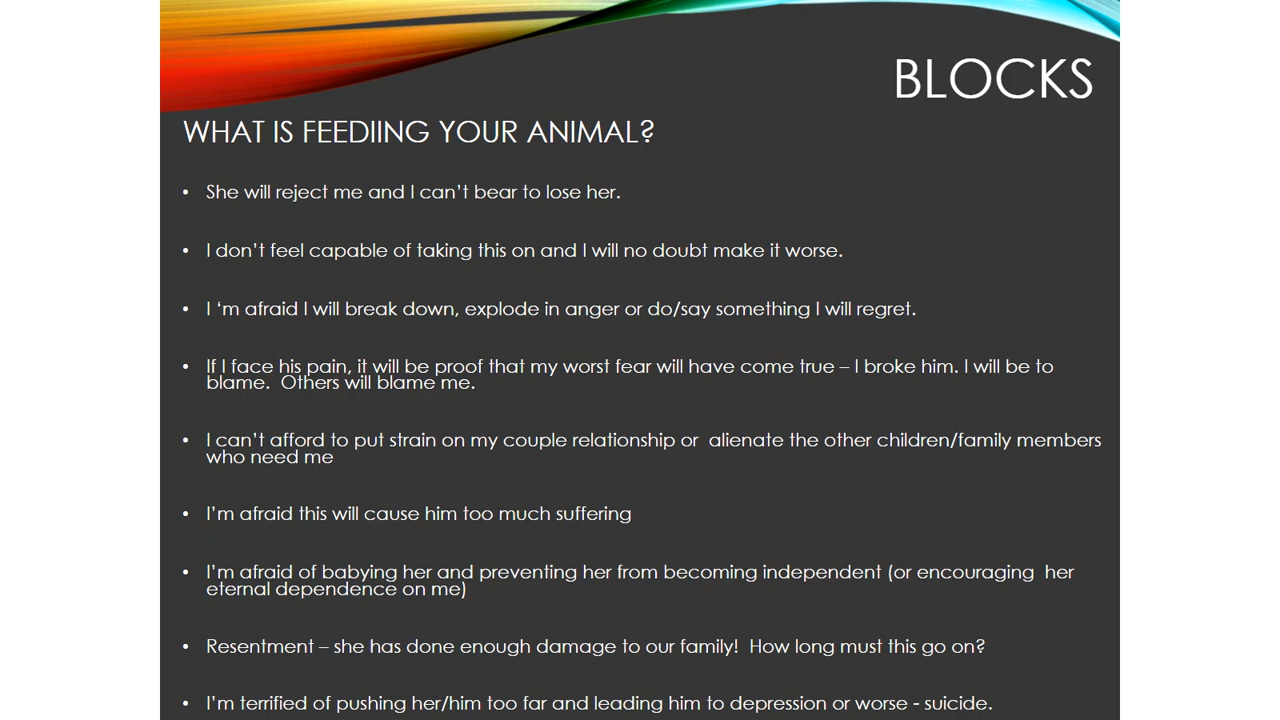 BLOCKS
WHAT IS FEEDIING YOUR ANIMAL?
• She will reject me and I can't bear to lose her.
• I don't feel capable of taking this on and I will no doubt make it worse.
• I ‘m afraid I will break down, explode in anger or do/say something I will regret.
• If I face his pain, it will be proof that my worst fear will have come true – I broke him. I will be to
blame.  Others will blame me.
• I can't afford to put strain on my couple relationship or  alienate the other children/family members
who need me
• I'm afraid this will cause him too much suffering
• I'm afraid of babying her and preventing her from becoming independent (or encouraging  her
eternal dependence on me)
• Resentment – she has done enough damage to our family!  How long must this go on?
• I'm terrified of pushing her/him too far and leading him to depression or worse - suicide.